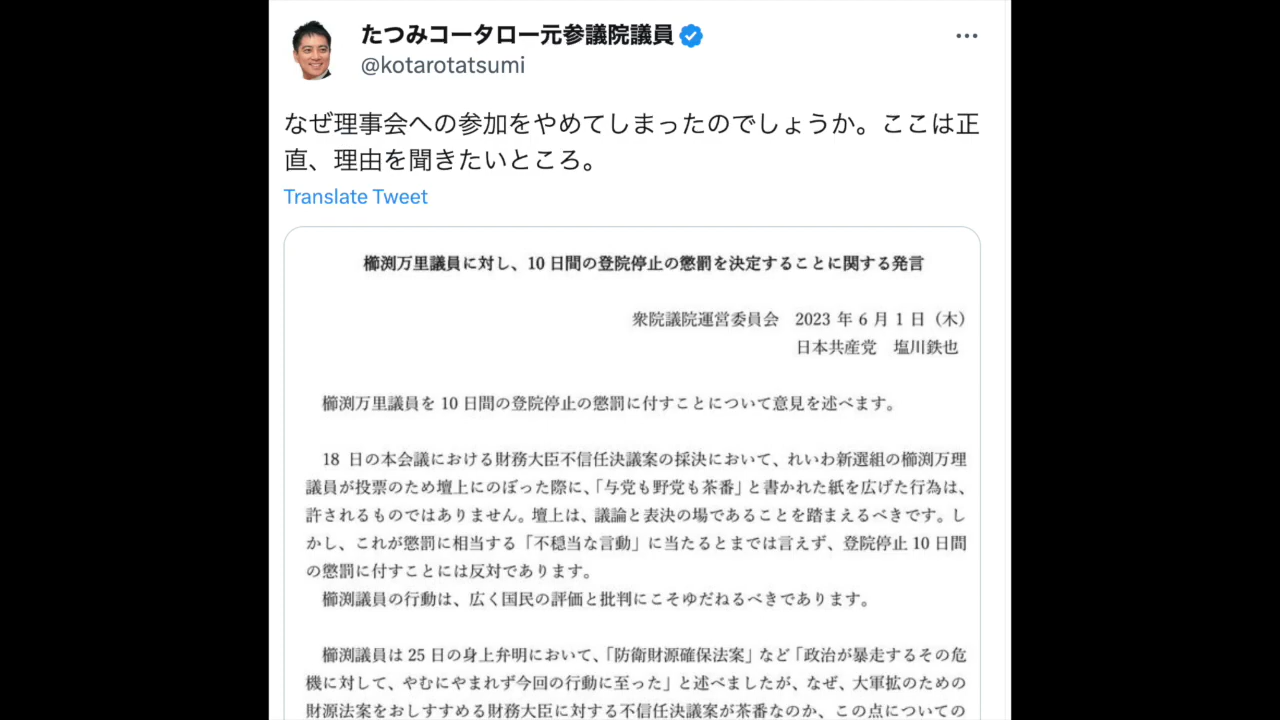 たつみコータロー元参議院議員
@kotarotatsumi
なぜ理事会への参加をやめてしまったのでしょうか。ここは正
直、理由を聞きたいところ。
Translate Tweet
櫛渕万里議員に対し、10 日間の登院停止の懲罰を決定することに関する発言
衆院議院運営委員会　2023 年 6 月 1 日（木）
日本共産党　塩川鉄也
櫛渕万里議員を 10 日間の登院停止の懲罰に付すことについて意見を述べます。
18 日の本会議における財務大臣不信任決議案の採決において、れいわ新選組の櫛渕万理
議員が投票のため壇上にのぼった際に、「与党も野党も茶番」と書かれた紙を広げた行為は、
許されるものではありません。壇上は、議論と表決の場であることを踏まえるべきです。し
かし、これが懲罰に相当する「不穏当な言動」に当たるとまでは言えず、登院停止 10 日間
の懲罰に付すことには反対であります。
櫛渕議員の行動は、広く国民の評価と批判にこそゆだねるべきであります。
櫛渕議員は 25 日の身上弁明において、「防衛財源確保法案」など「政治が暴走するその危
機に対して、やむにやまれず今回の行動に至った」と述べましたが、なぜ、大軍拡のための
財源法案をおしすすめる財務大臣に対する不信任決議案が茶番なのか、この点についての